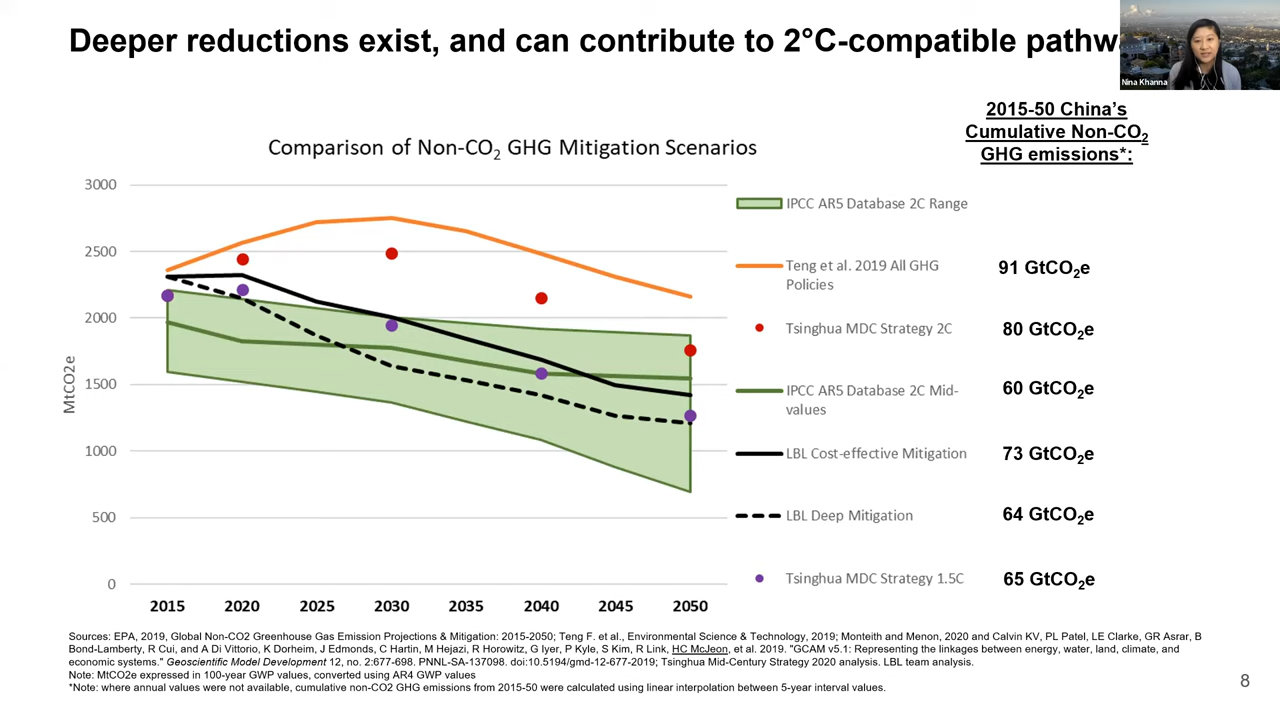 Deeper reductions exist, and can contribute to 2°C-compatible pathw
Nina Khanna
2015-50 China's
Cumulative Non-CO2
GHG emissions*:
Comparison of Non-CO2 GHG Mitigation Scenarios
3000
2500
2000
1500
1000
500
0
MtCO2e
2015 2020 2025 2030 2035 2040 2045 2050
IPCC AR5 Database 2C Range
Teng et al. 2019 All GHG
Policies
91 GtCO2e
Tsinghua MDC Strategy 2C
80 GtCO2e
IPCC AR5 Database 2C Mid-
values
60 GtCO2e
LBL Cost-effective Mitigation
73 GtCO2e
LBL Deep Mitigation
64 GtCO2e
Tsinghua MDC Strategy 1.5C
65 GtCO2e
Sources: EPA, 2019, Global Non-CO2 Greenhouse Gas Emission Projections & Mitigation: 2015-2050; Teng F. et al., Environmental Science & Technology, 2019; Monteith and Menon, 2020 and Calvin KV, PL Patel, LE Clarke, GR Asrar, B
Bond-Lamberty, R Cui, and A Di Vittorio, K Dorheim, J Edmonds, C Hartin, M Hejazi, R Horowitz, G Iyer, P Kyle, S Kim, R Link, HC McJeon, et al. 2019. "GCAM v5.1: Representing the linkages between energy, water, land, climate, and
economic systems." Geoscientific Model Development 12, no. 2:677-698. PNNL-SA-137098. doi:10.5194/gmd-12-677-2019; Tsinghua Mid-Century Strategy 2020 analysis. LBL team analysis.
Note: MtCO2e expressed in 100-year GWP values, converted using AR4 GWP values
*Note: where annual values were not available, cumulative non-CO2 GHG emissions from 2015-50 were calculated using linear interpolation between 5-year interval values.
8